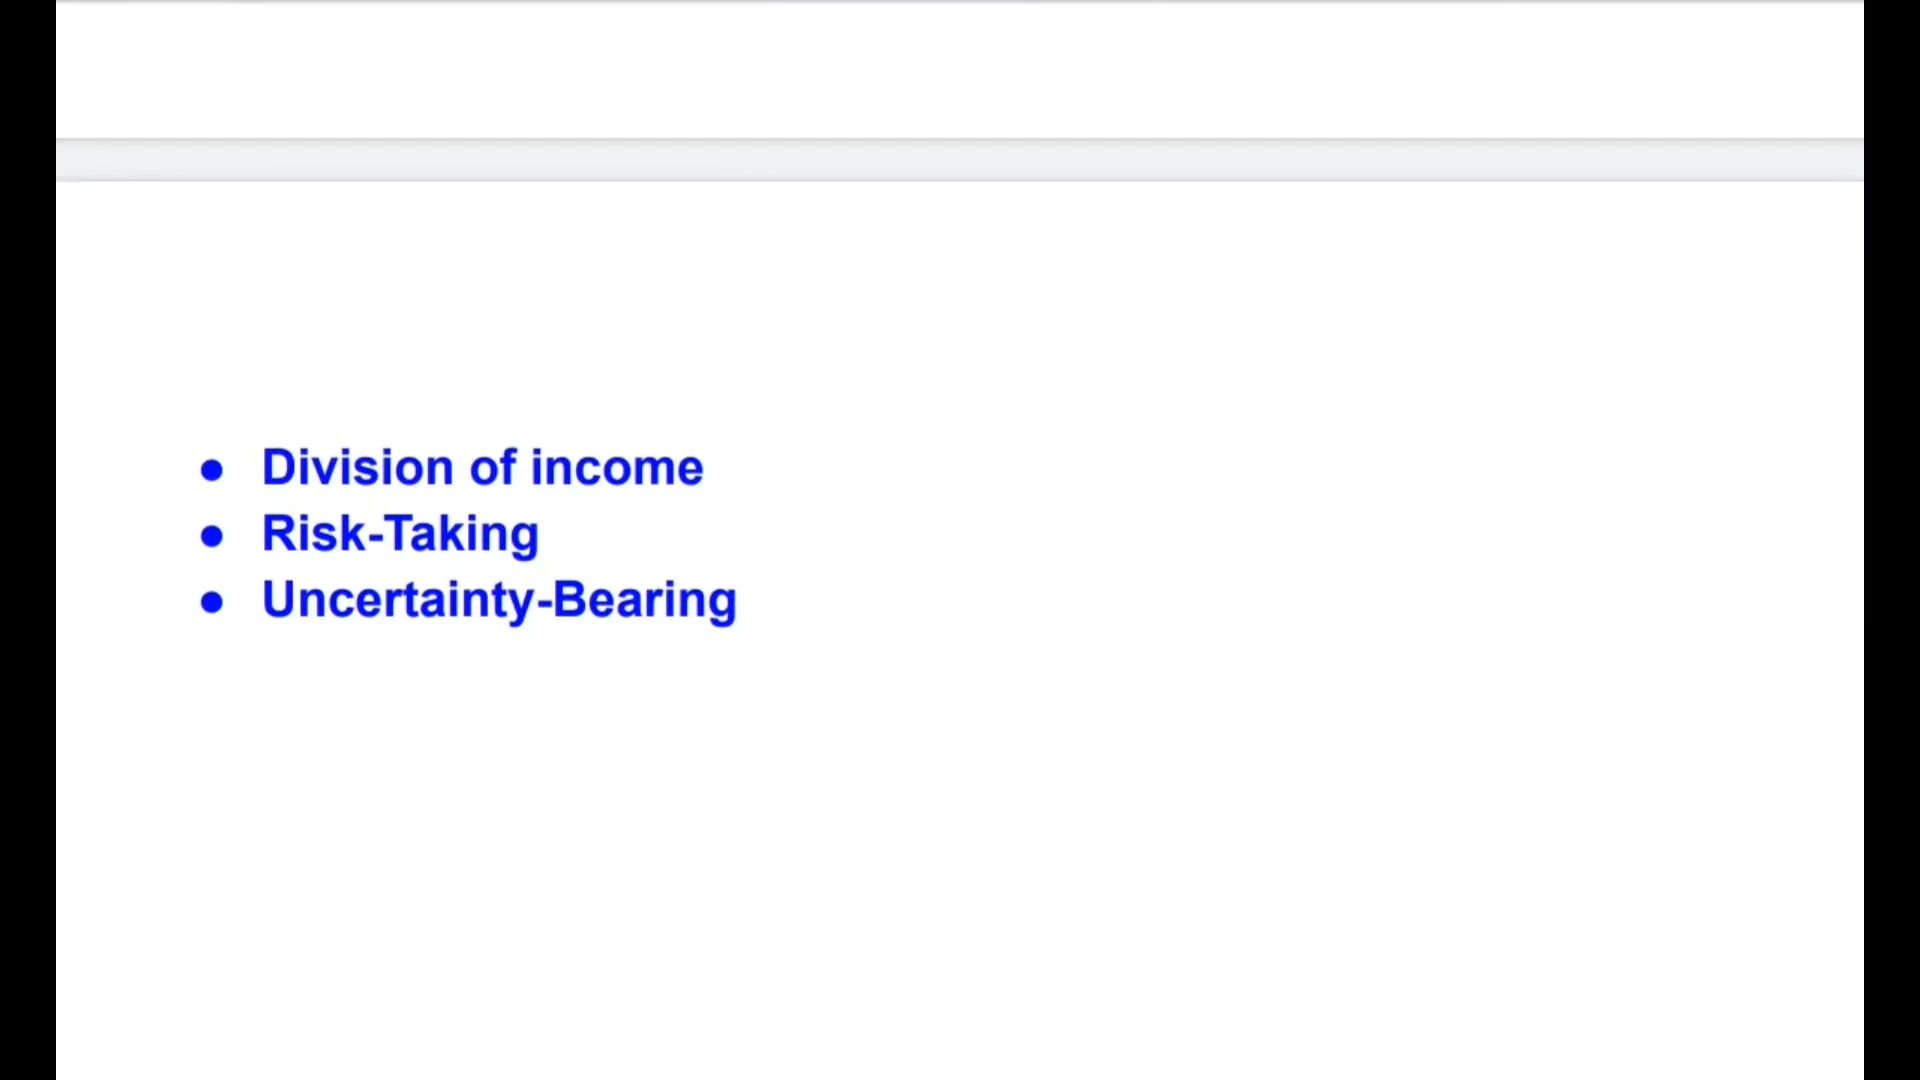 ● Division of income
● Risk-Taking
● Uncertainty-Bearing